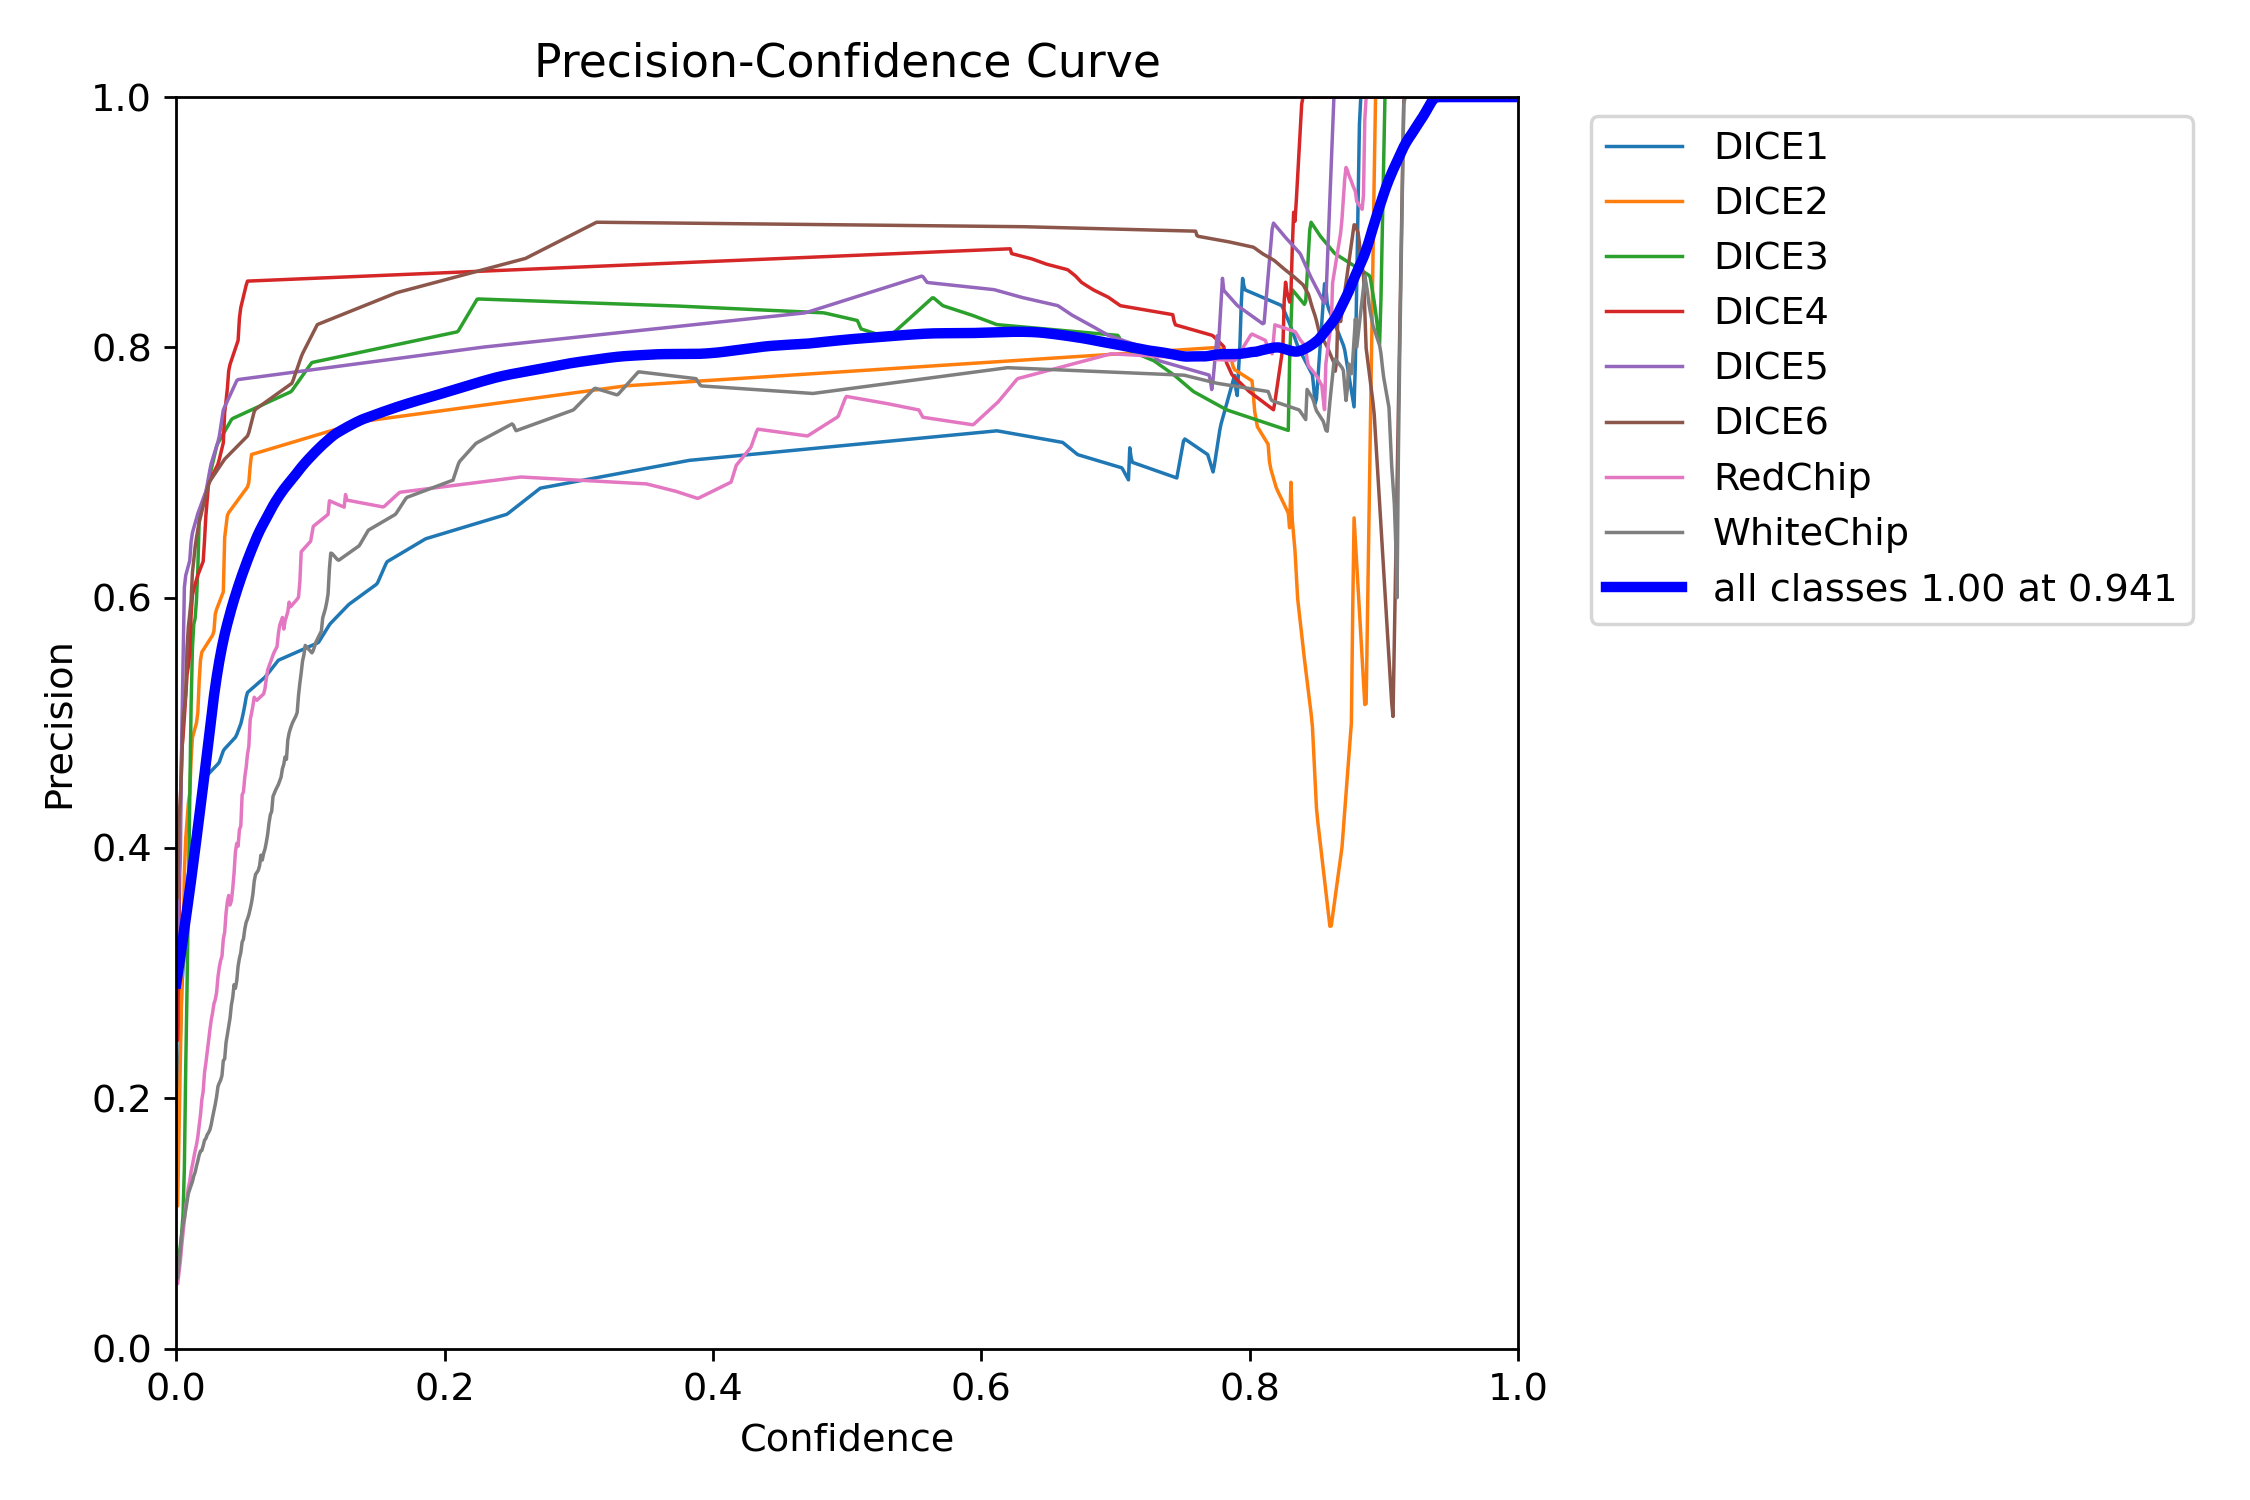 Precision-Confidence Curve
1.0
0.8
0.6
0.4
0.2
0.0
Precision
0.0 0.2 0.4 0.6 0.8 1.0
Confidence
DICE1
DICE2
DICE3
DICE4
DICE5
DICE6
RedChip
WhiteChip
all classes 1.00 at 0.941